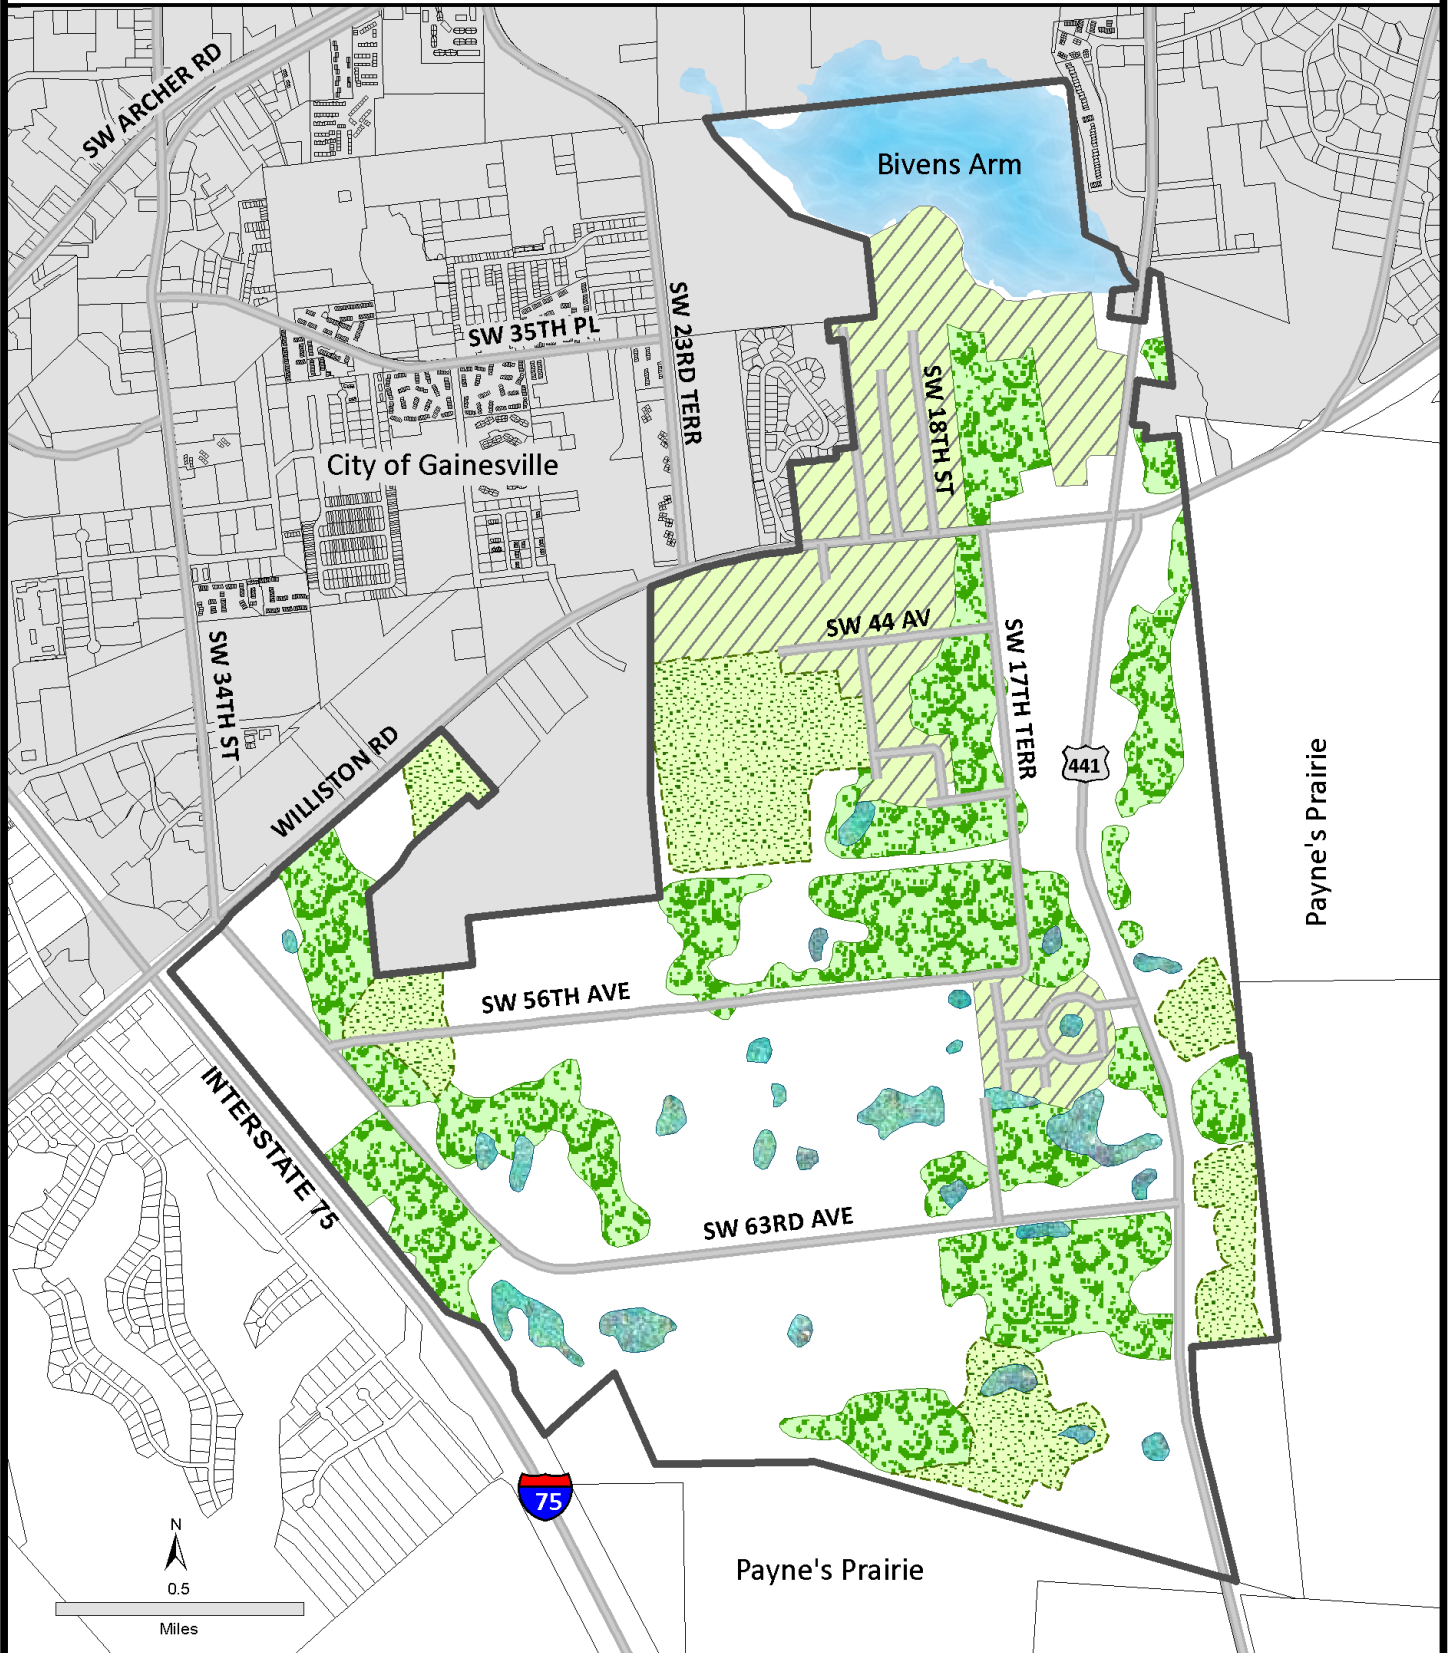 SW ARCHER RD
Bivens Arm
SW 35TH PL
SW 23RD TERR
SW 18TH ST
City of Gainesville
SW 44 AV
SW 17TH TERR
SW 34TH ST
WILLISTON RD
441
Payne's Prairie
SW 56TH AVE
INTERSTATE 75
SW 63RD AVE
75
N
0.5
Miles
Payne's Prairie